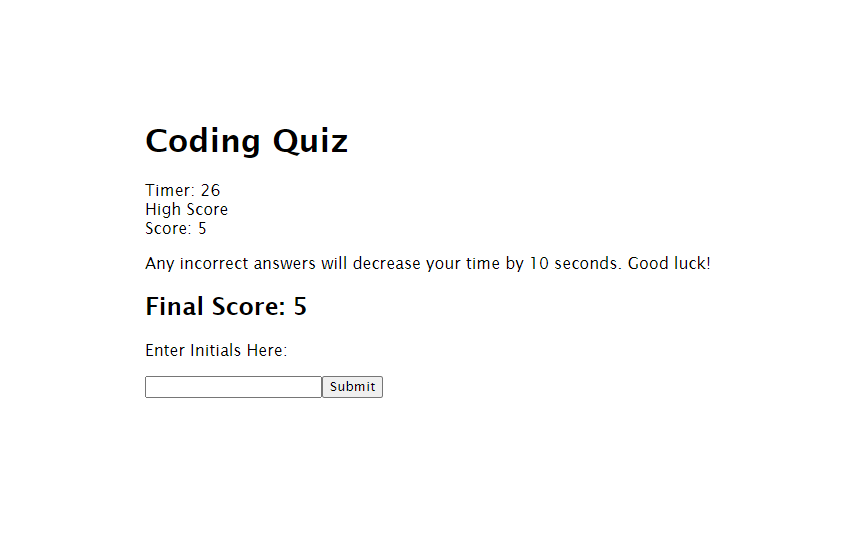 Coding Quiz
Timer: 26
High Score
Score: 5
Any incorrect answers will decrease your time by 10 seconds. Good luck!
Final Score: 5
Enter Initials Here:
Submit